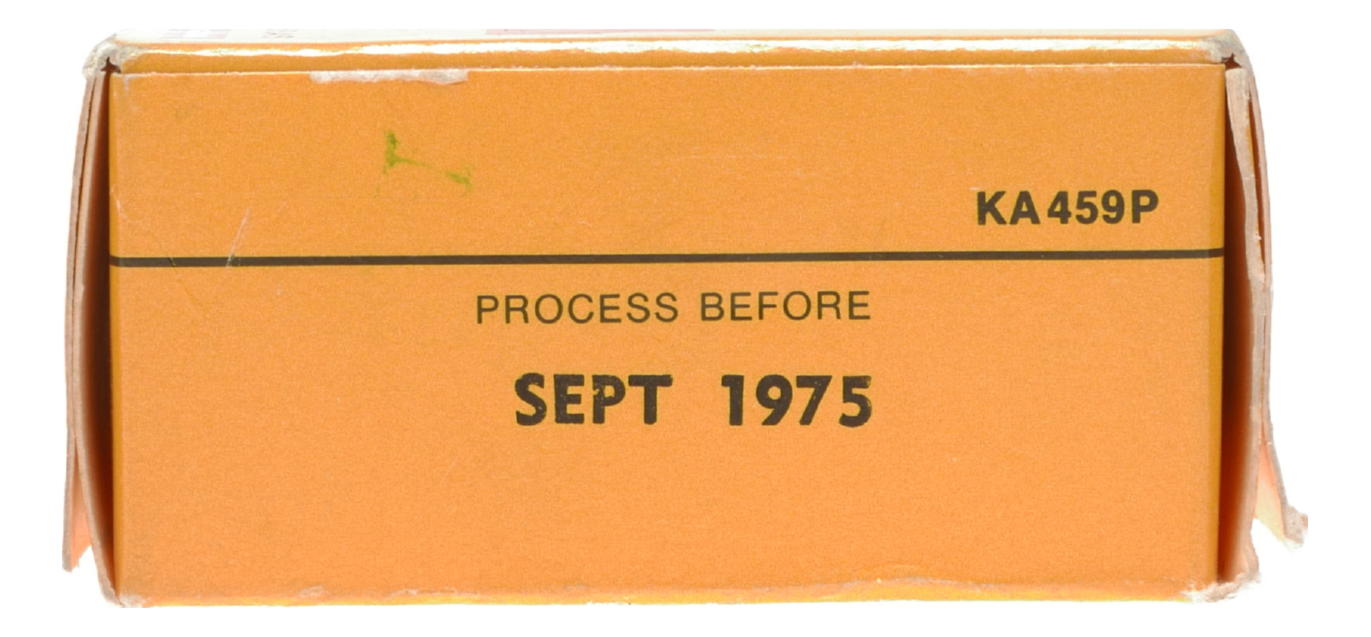 KA459P
PROCESS BEFORE
SEPT 1975